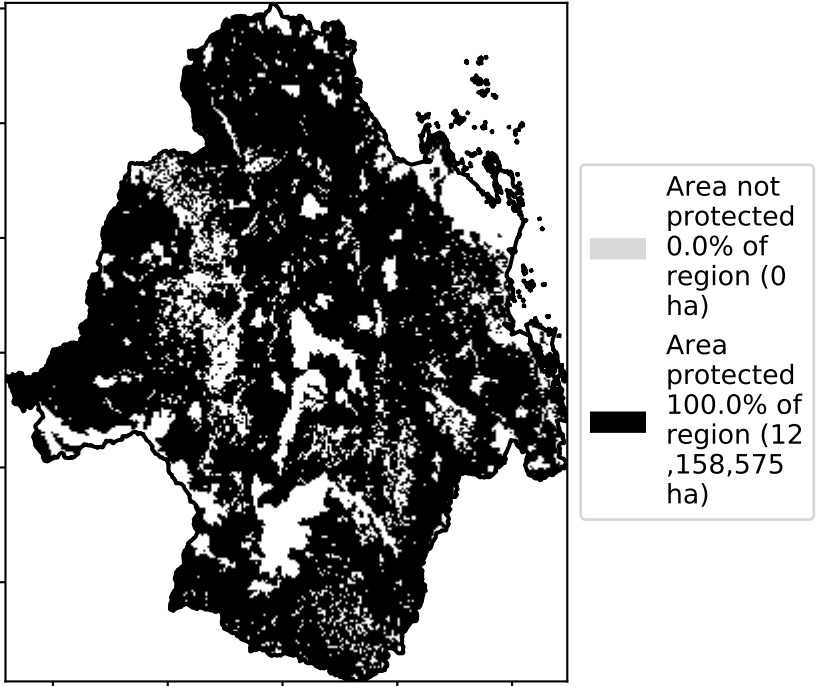 Area not
protected
0.0% of
region (0
ha)
Area
protected
100.0% of
region (12
,158,575
ha)